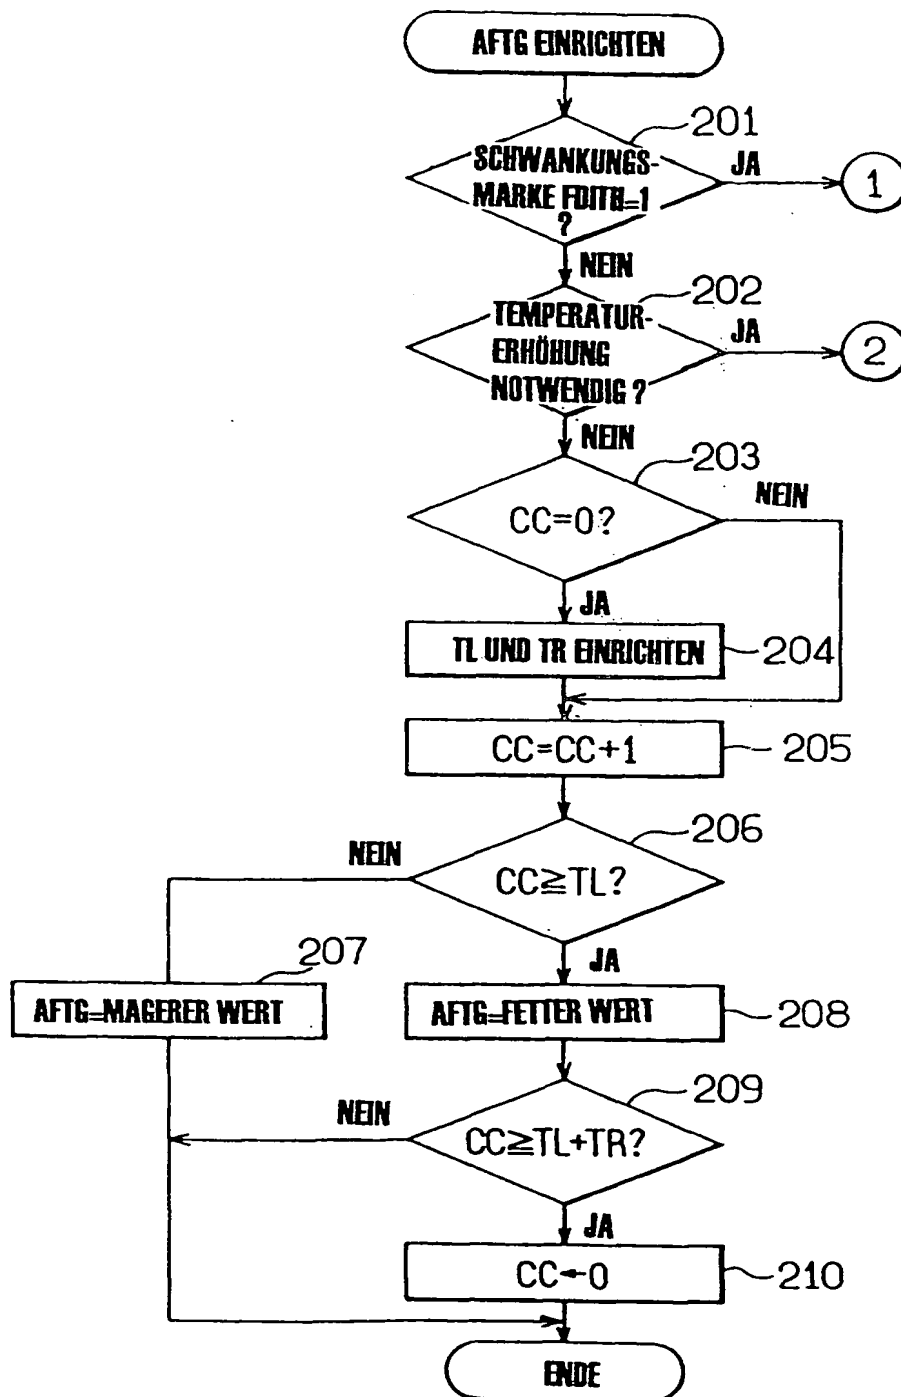 AFTG EINRICHTEN
201
SCHWANKUNGS-
MARKE FDITH=1
?
JA
1
NEIN
202
TEMPERATUR-
ERHÖHUNG
NOTWENDIG ?
JA
2
NEIN
203
CC=0?
NEIN
JA
TL UND TR EINRICHTEN
204
CC=CC+1
205
206
NEIN
CC≧TL?
JA
207
AFTG=MAGERER WERT
AFTG=FETTER WERT
208
209
NEIN
CC≧TL+TR?
JA
CC←0
210
ENDE